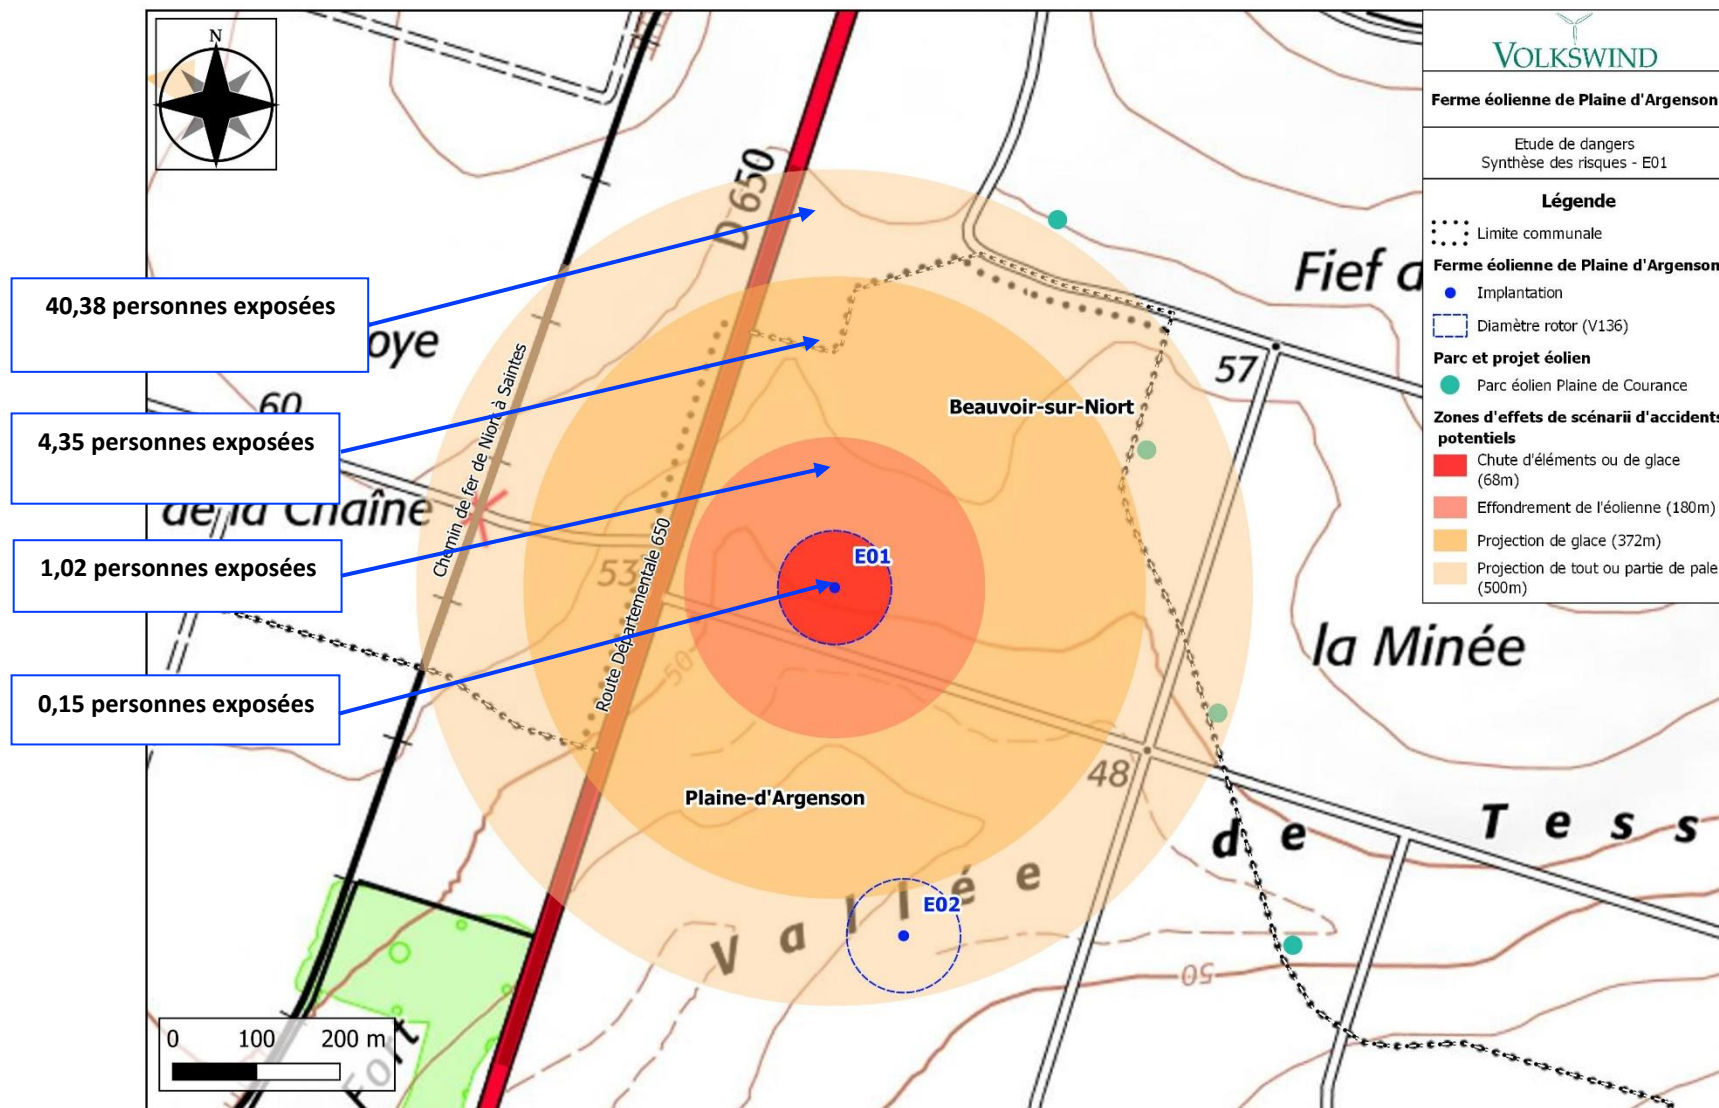 N
VOLKSWIND
Ferme éolienne de Plaine d'Argenson
Etude de dangers
Synthèse des risques - E01
Légende
Limite communale
Ferme éolienne de Plaine d'Argenson
Implantation
Diamètre rotor (V136)
Parc et projet éolien
Parc éolien Plaine de Courance
Zones d'effets de scénarii d'accidents
potentiels
Chute d'éléments ou de glace
(68m)
Effondrement de l'éolienne (180m)
Projection de glace (372m)
Projection de tout ou partie de pale
(500m)
40,38 personnes exposées
4,35 personnes exposées
1,02 personnes exposées
0,15 personnes exposées
D 650
Fief d
oye
60
57
Beauvoir-sur-Niort
Chemin de fer de Niort à Saintes
de la Chaîne
53
E01
Route Départementale 650
50
la Minée
48
Plaine-d'Argenson
Vallée
de
Tess
E02
50
Fort
0 100 200 m